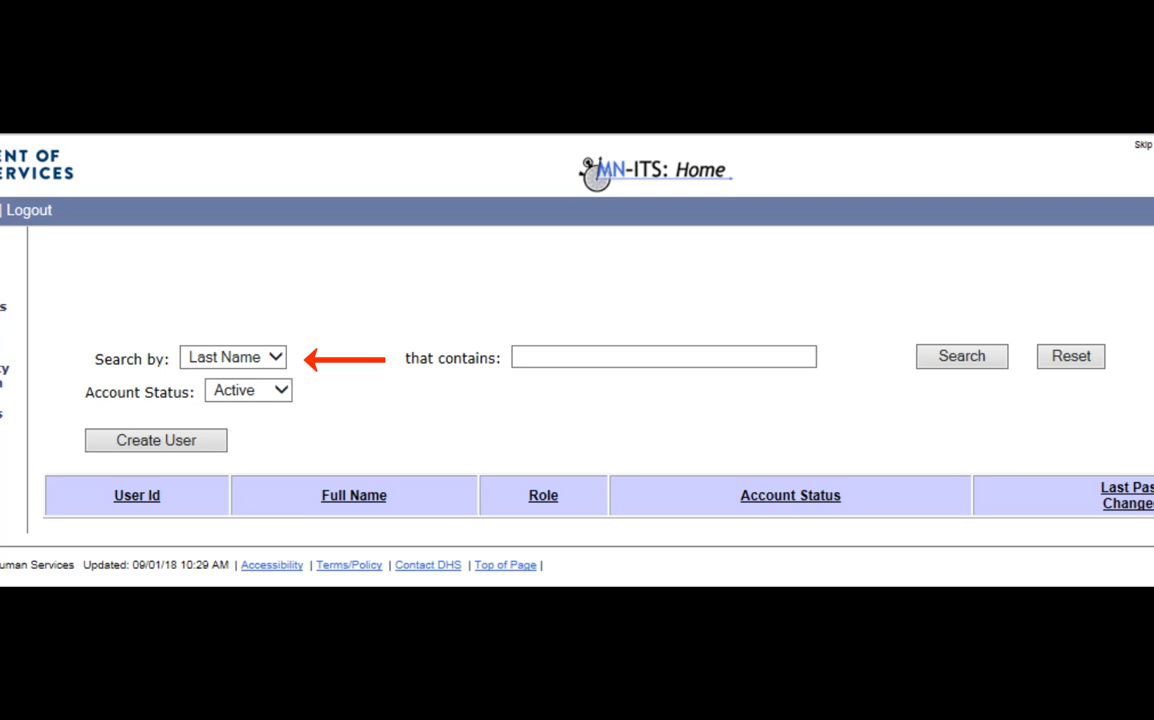 Skip
ENT OF
ERVICES
MN-ITS: Home
| Logout
s
Search by: Last Name that contains: Search Reset
cy
n
Account Status: Active
s
Create User
User Id Full Name Role Account Status Last Pas
Change
uman Services Updated: 09/01/18 10:29 AM | Accessibility | Terms/Policy | Contact DHS | Top of Page |